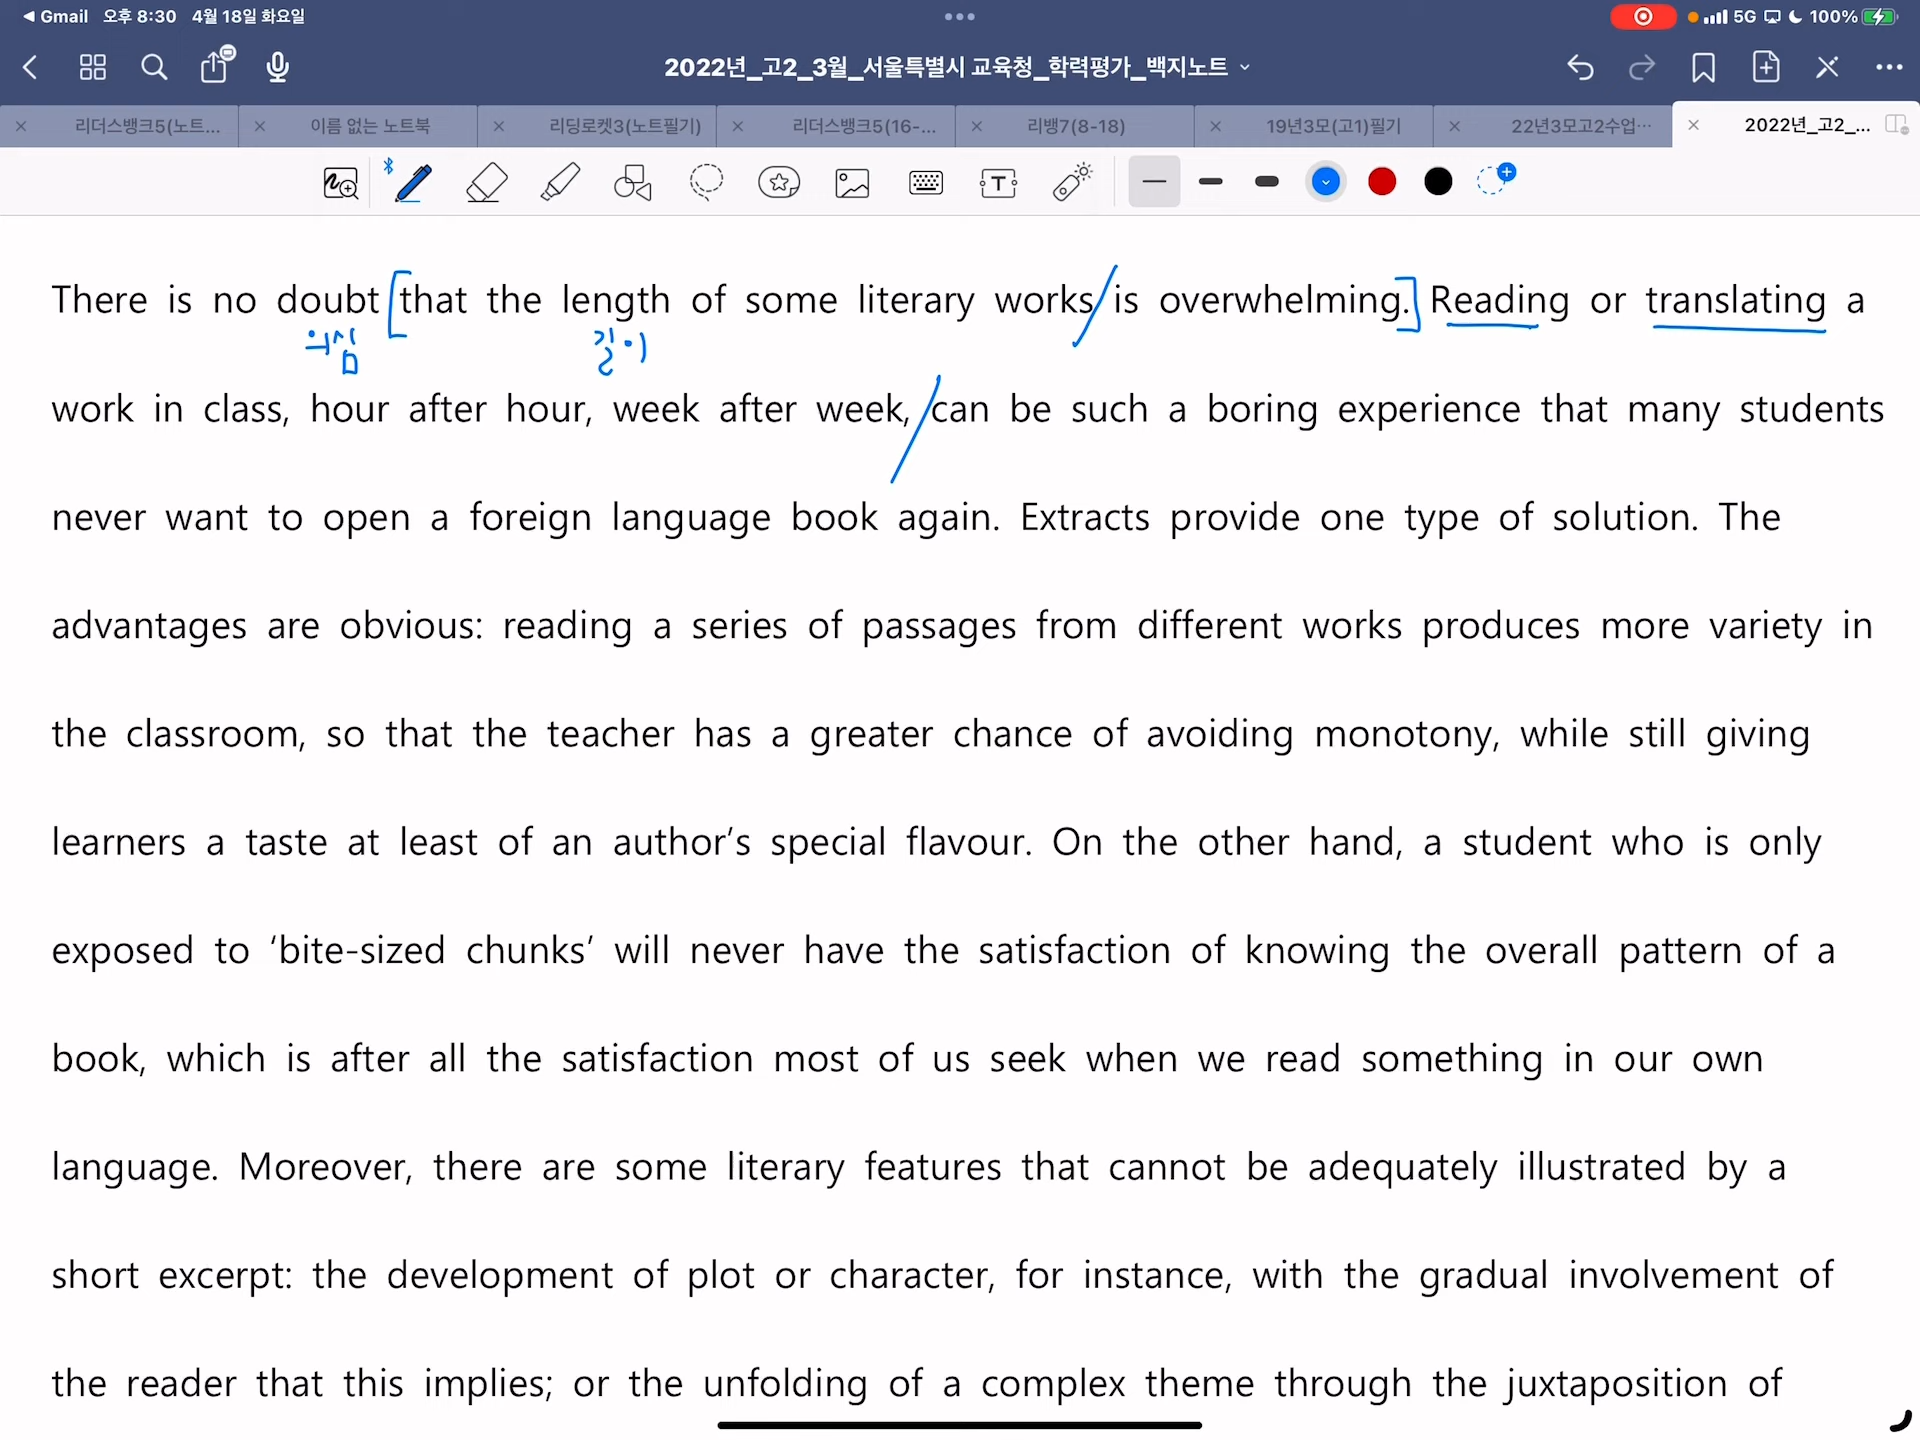 ◀ Gmail 오후 8:30 4월 18일 화요일 5G 100%
2022년_고2_3월_서울특별시 교육청_학력평가_백지노트
리더스뱅크5(노트... 이름 없는 노트북 리딩로켓3(노트필기) 리더스뱅크5(16-... 리뱅7(8-18) 19년3모(고1)필기 22년3모고2수업... 2022년_고2_...
T
There is no doubt [that the length of some literary works/is overwhelming.] Reading or translating a
의심 길이
work in class, hour after hour, week after week, /can be such a boring experience that many students
never want to open a foreign language book again. Extracts provide one type of solution. The
advantages are obvious: reading a series of passages from different works produces more variety in
the classroom, so that the teacher has a greater chance of avoiding monotony, while still giving
learners a taste at least of an author’s special flavour. On the other hand, a student who is only
exposed to ‘bite-sized chunks’ will never have the satisfaction of knowing the overall pattern of a
book, which is after all the satisfaction most of us seek when we read something in our own
language. Moreover, there are some literary features that cannot be adequately illustrated by a
short excerpt: the development of plot or character, for instance, with the gradual involvement of
the reader that this implies; or the unfolding of a complex theme through the juxtaposition of